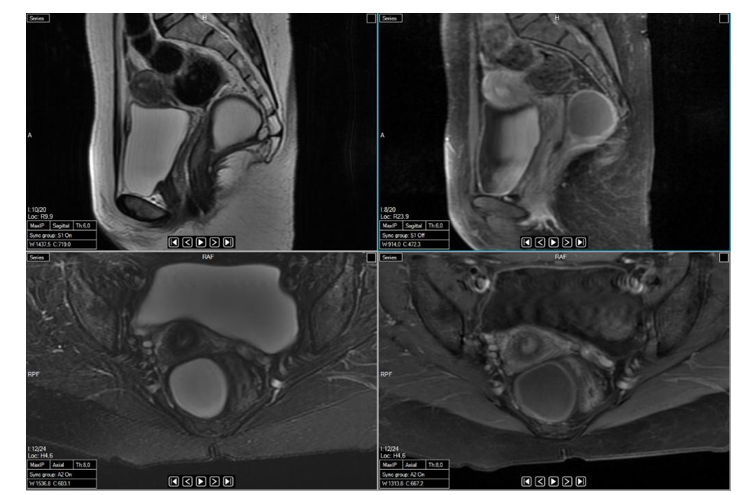 Series
H
A
I:10/20
Loc: R9,9
MaxIP Sagittal Th:6.0
Sync group: S1 On
W:1437.5 C:719.0
Series
H
A
I:8/20
Loc: R23,9
MaxIP Sagittal Th:6.0
Sync group: S1 Off
W:914.0 C:472.3
Series
RAF
RPF
I:12/24
Loc: H4,6
MaxIP Axial Th:8.0
Sync group: A2 On
W:1536.8 C:603.1
Series
RAF
RPF
I:12/24
Loc: H4,6
MaxIP Axial Th:8.0
Sync group: A2 On
W:1313.8 C:667.2